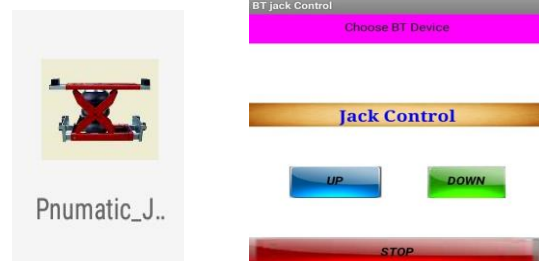 Pnumatic_J..
BT jack Control
Choose BT Device
Jack Control
UP
DOWN
STOP